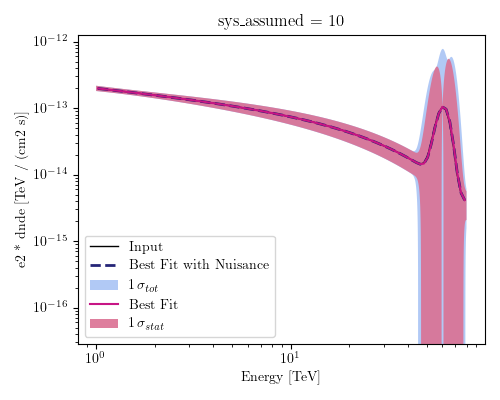 sys_assumed = 10
e2 * dnde [TeV / (cm2 s)]
10⁻¹²
10⁻¹³
10⁻¹⁴
10⁻¹⁵
10⁻¹⁶
Input
Best Fit with Nuisance
1 σ_tot
Best Fit
1 σ_stat
10⁰
10¹
Energy [TeV]